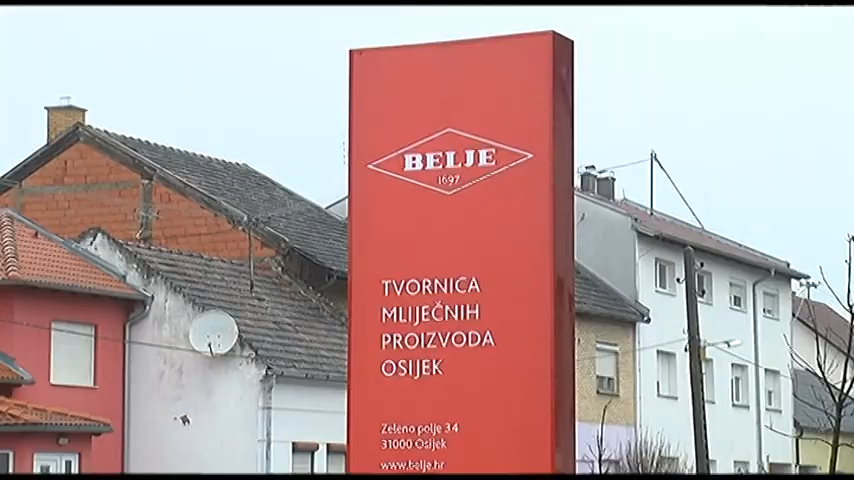 BELJE
1697
TVORNICA
MLIJEČNIH
PROIZVODA
OSIJEK
Zeleno polje 34
31000 Osijek
www.belje.hr